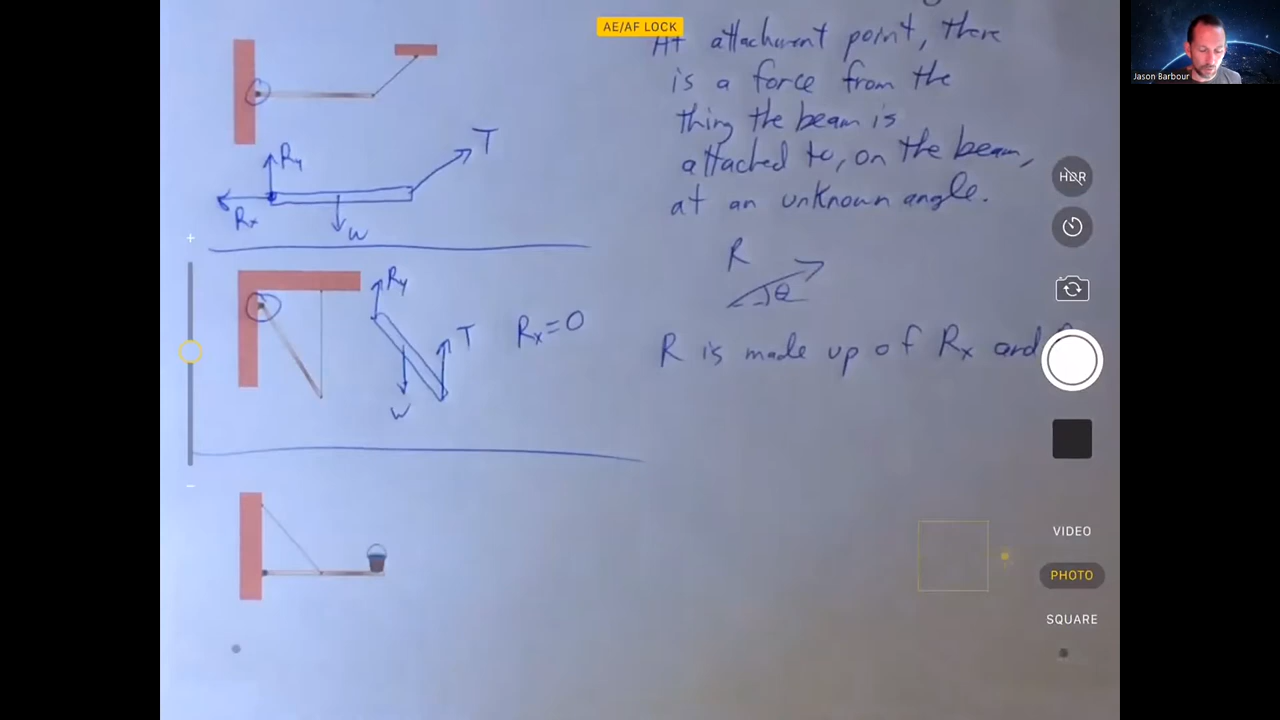 AE/AF LOCK
At attachment point, there
is a force from the
thing the beam is
attached to, on the beam,
at an unknown angle.
R
θ
R is made up of Rx and
Ry
T
Rx
W
Ry
T
Rx=0
W
Jason Barbour
HDR
VIDEO
PHOTO
SQUARE